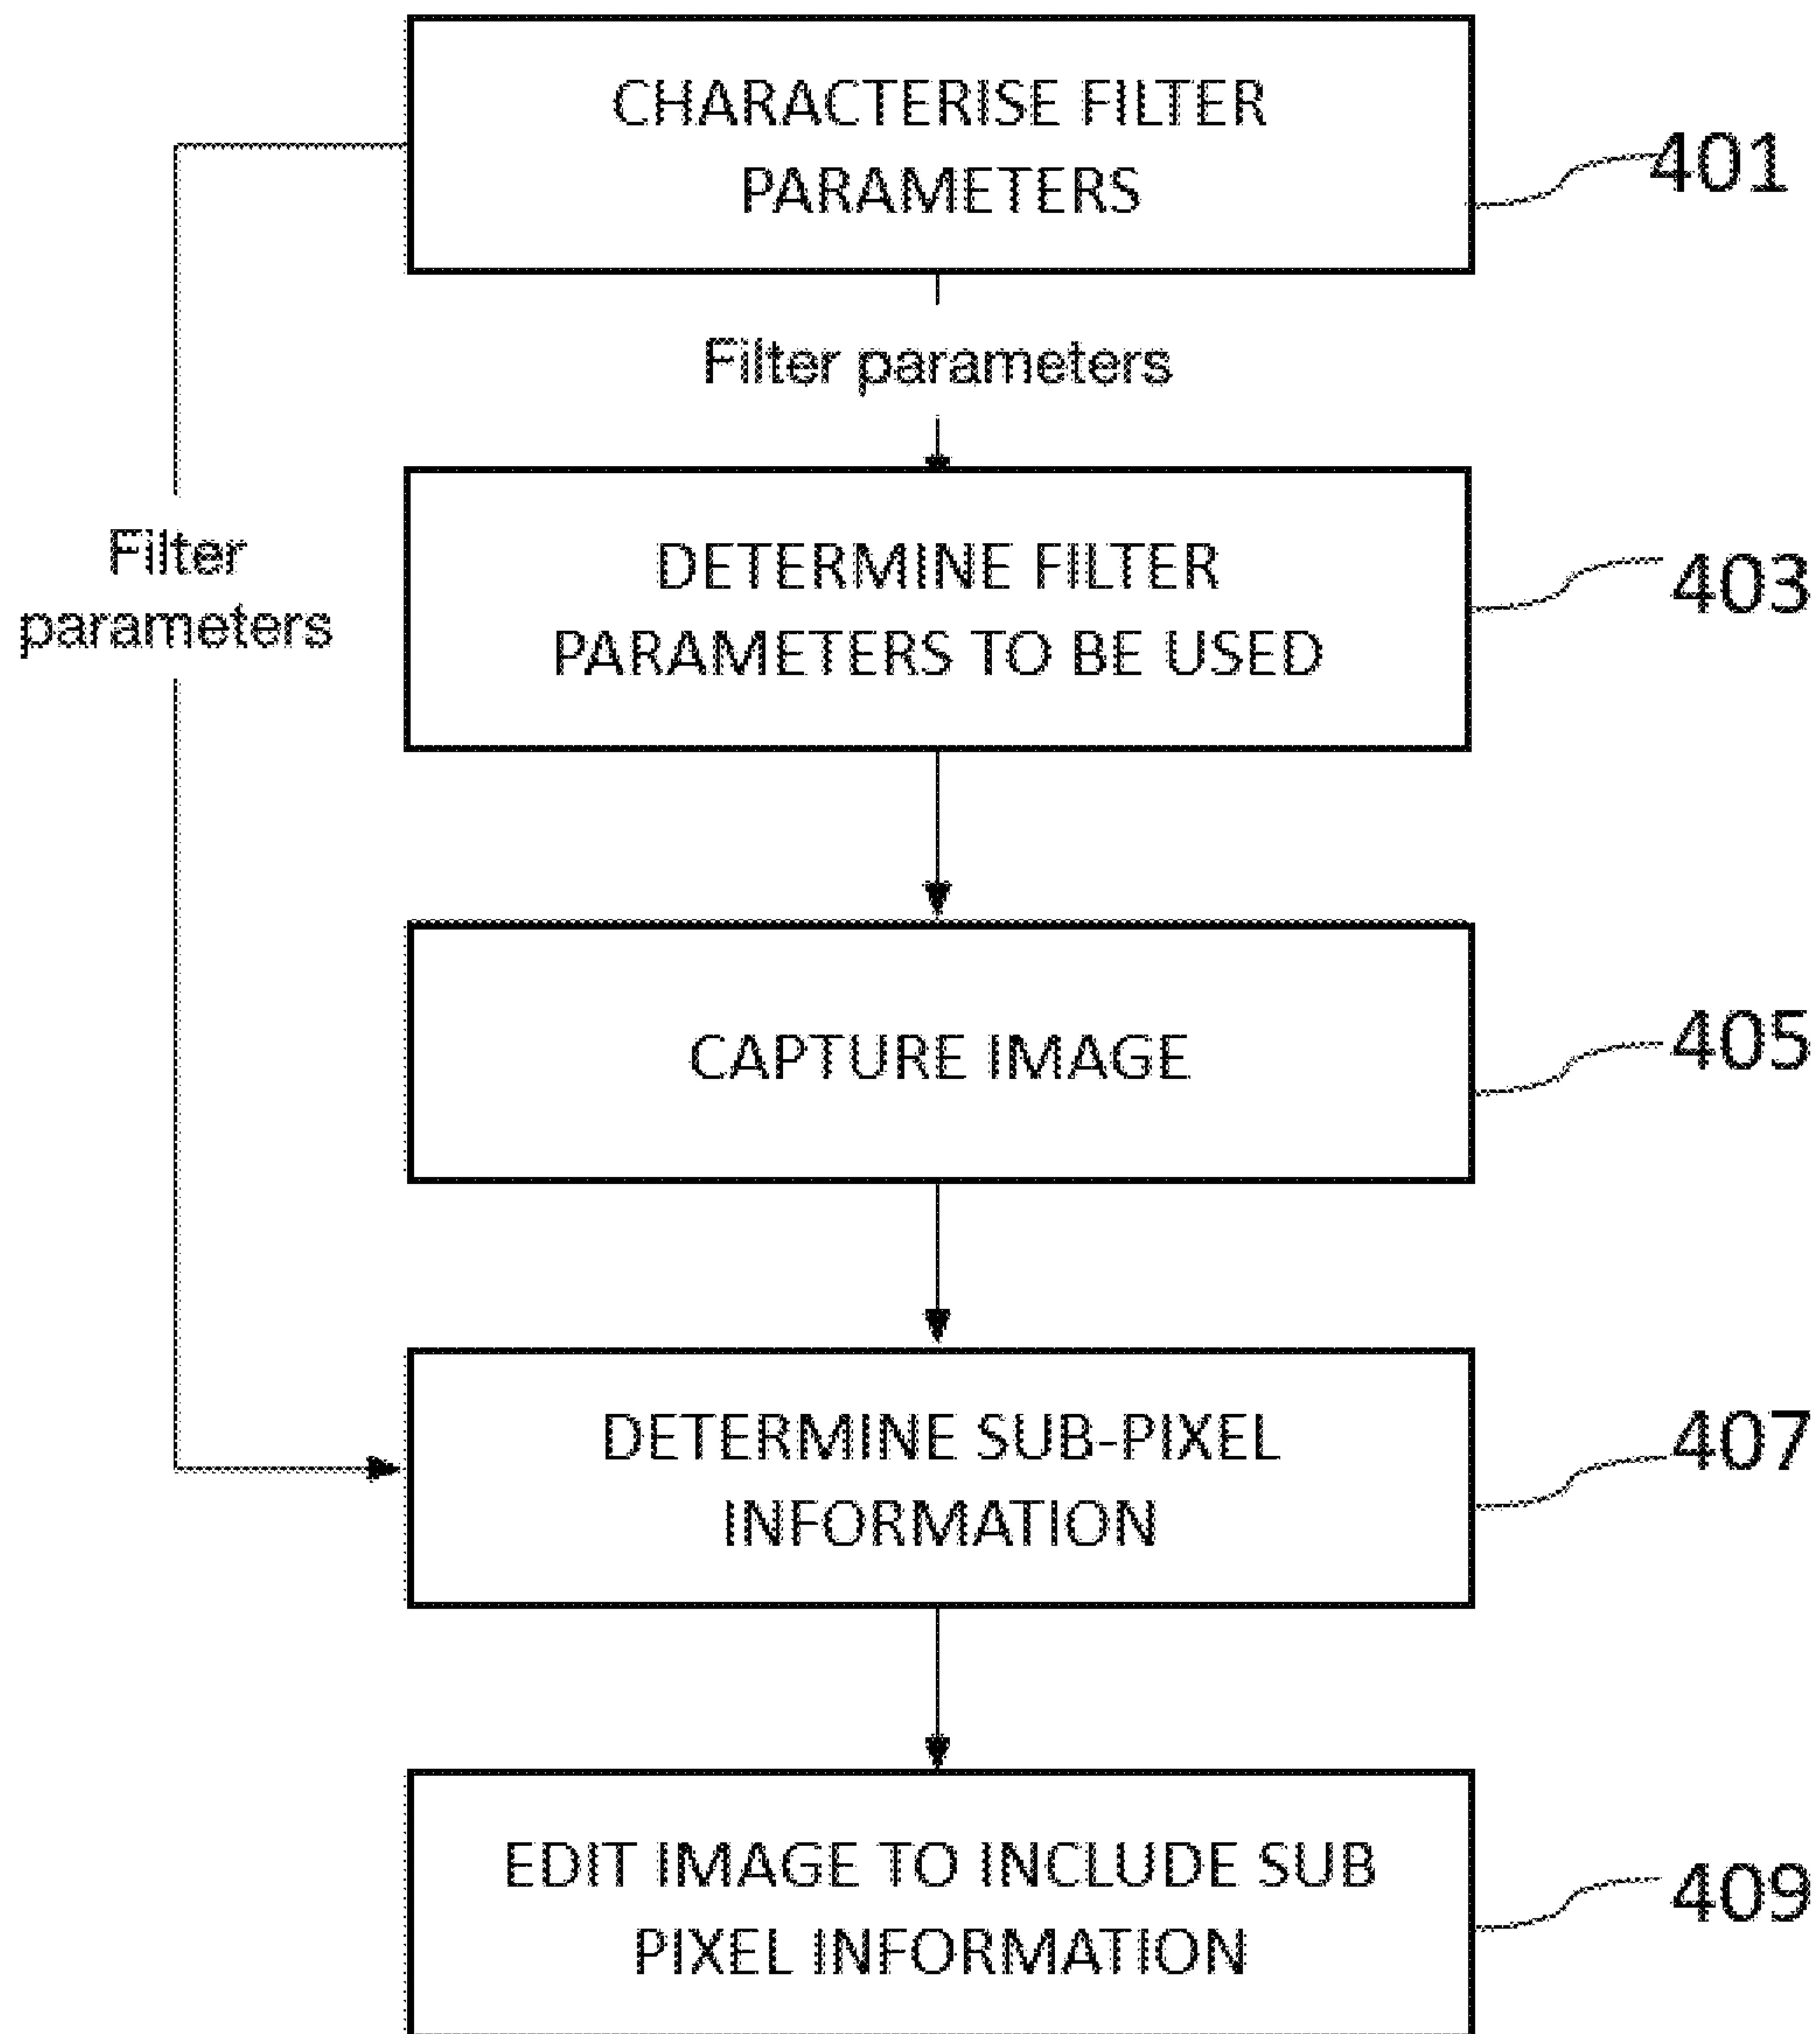 CHARACTERISE FILTER
PARAMETERS
401
Filter parameters
Filter
parameters
DETERMINE FILTER
PARAMETERS TO BE USED
403
CAPTURE IMAGE
405
DETERMINE SUB-PIXEL
INFORMATION
407
EDIT IMAGE TO INCLUDE SUB
PIXEL INFORMATION
409